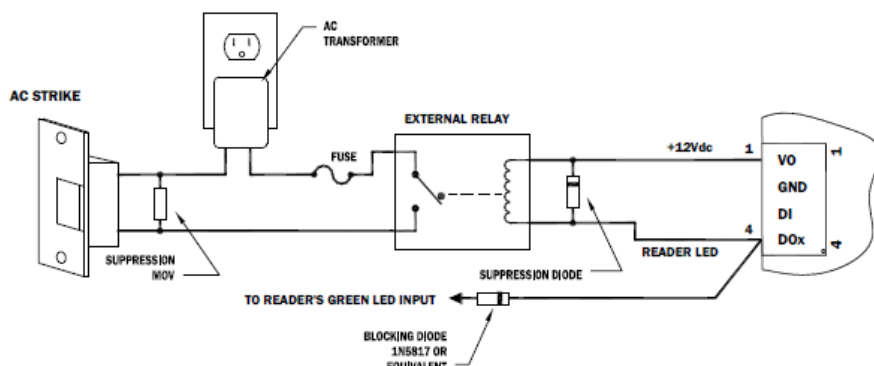 AC
TRANSFORMER
AC STRIKE
EXTERNAL RELAY
FUSE
+12Vdc
1
VO
1
GND
DI
4
DOx
4
SUPPRESSION
MOV
SUPPRESSION DIODE
READER LED
TO READER'S GREEN LED INPUT
BLOCKING DIODE
1N5817 OR
EQUIVALENT